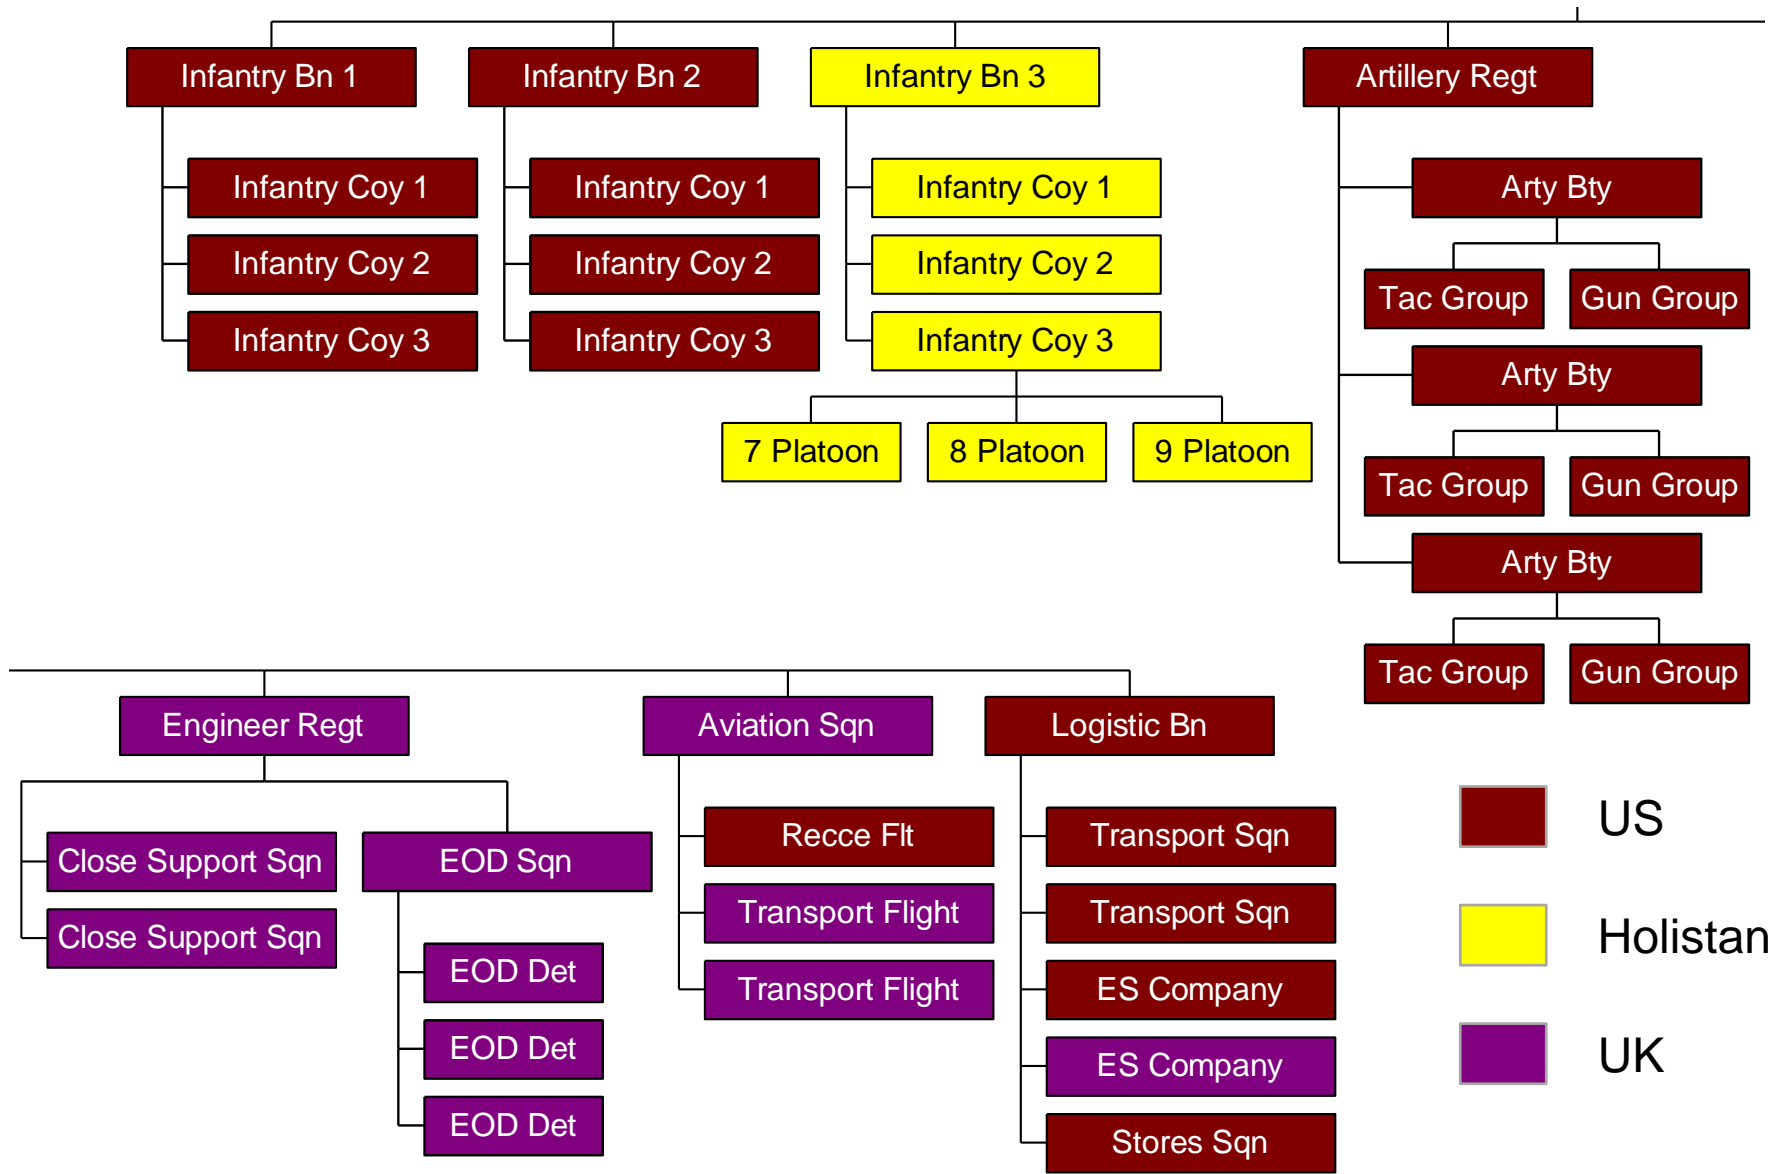 Infantry Bn 1
Infantry Bn 2
Infantry Bn 3
Artillery Regt
Infantry Coy 1
Infantry Coy 1
Infantry Coy 1
Arty Bty
Infantry Coy 2
Infantry Coy 2
Infantry Coy 2
Tac Group
Gun Group
Infantry Coy 3
Infantry Coy 3
Infantry Coy 3
Arty Bty
7 Platoon
8 Platoon
9 Platoon
Tac Group
Gun Group
Arty Bty
Tac Group
Gun Group
Engineer Regt
Aviation Sqn
Logistic Bn
Close Support Sqn
EOD Sqn
Recce Flt
Transport Sqn
US
Close Support Sqn
Transport Flight
Transport Sqn
Holistan
EOD Det
Transport Flight
ES Company
EOD Det
ES Company
UK
EOD Det
Stores Sqn